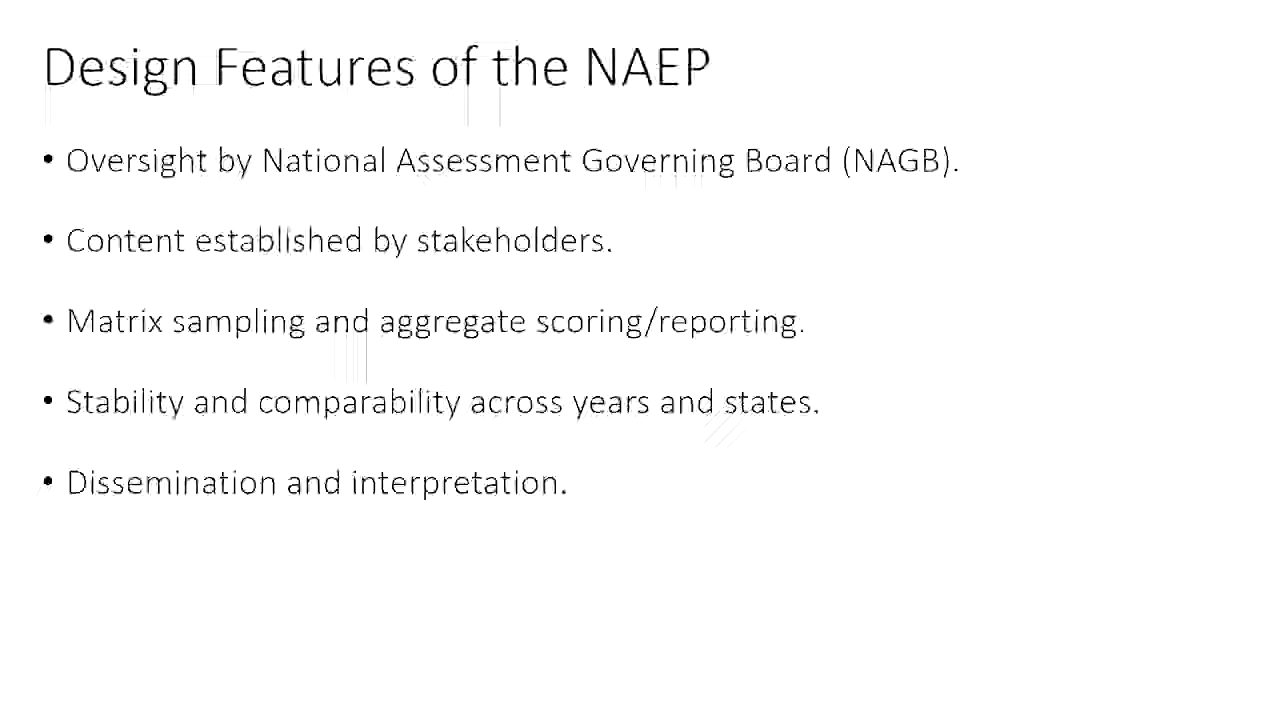 Design Features of the NAEP
• Oversight by National Assessment Governing Board (NAGB).
• Content established by stakeholders.
• Matrix sampling and aggregate scoring/reporting.
• Stability and comparability across years and states.
• Dissemination and interpretation.